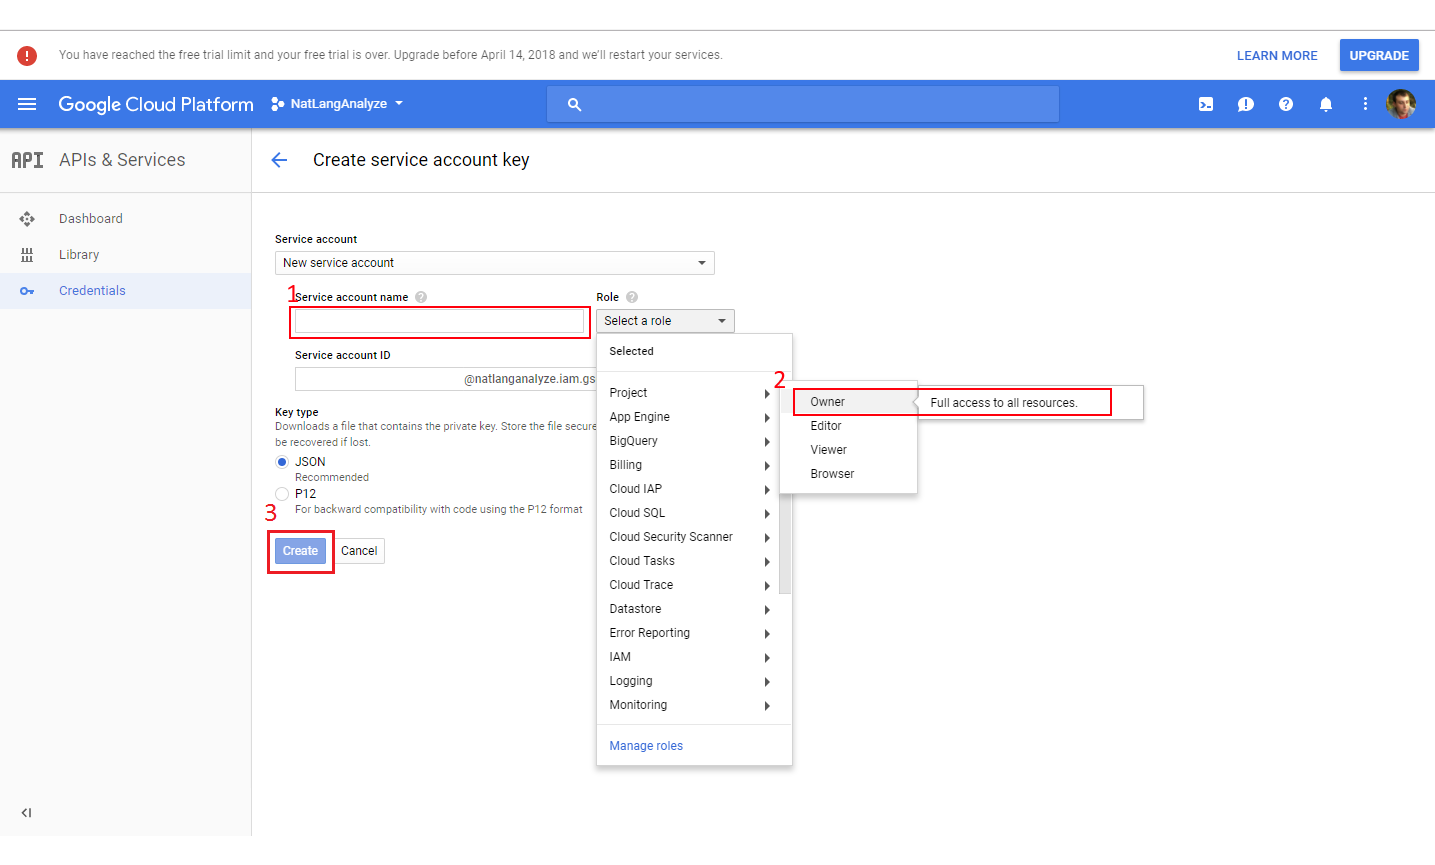 You have reached the free trial limit and your free trial is over. Upgrade before April 14, 2018 and we'll restart your services.
LEARN MORE
UPGRADE
Google Cloud Platform
NatLangAnalyze
API
APIs & Services
Create service account key
Dashboard
Library
Credentials
Service account
New service account
1
Service account name
Role
Select a role
Service account ID
@natlanganalyze.iam.gs
Key type
Downloads a file that contains the private key. Store the file secure
be recovered if lost.
JSON
Recommended
P12
For backward compatibility with code using the P12 format
3
Create
Cancel
Selected
Project
App Engine
BigQuery
Billing
Cloud IAP
Cloud SQL
Cloud Security Scanner
Cloud Tasks
Cloud Trace
Datastore
Error Reporting
IAM
Logging
Monitoring
Manage roles
2
Owner
Full access to all resources.
Editor
Viewer
Browser